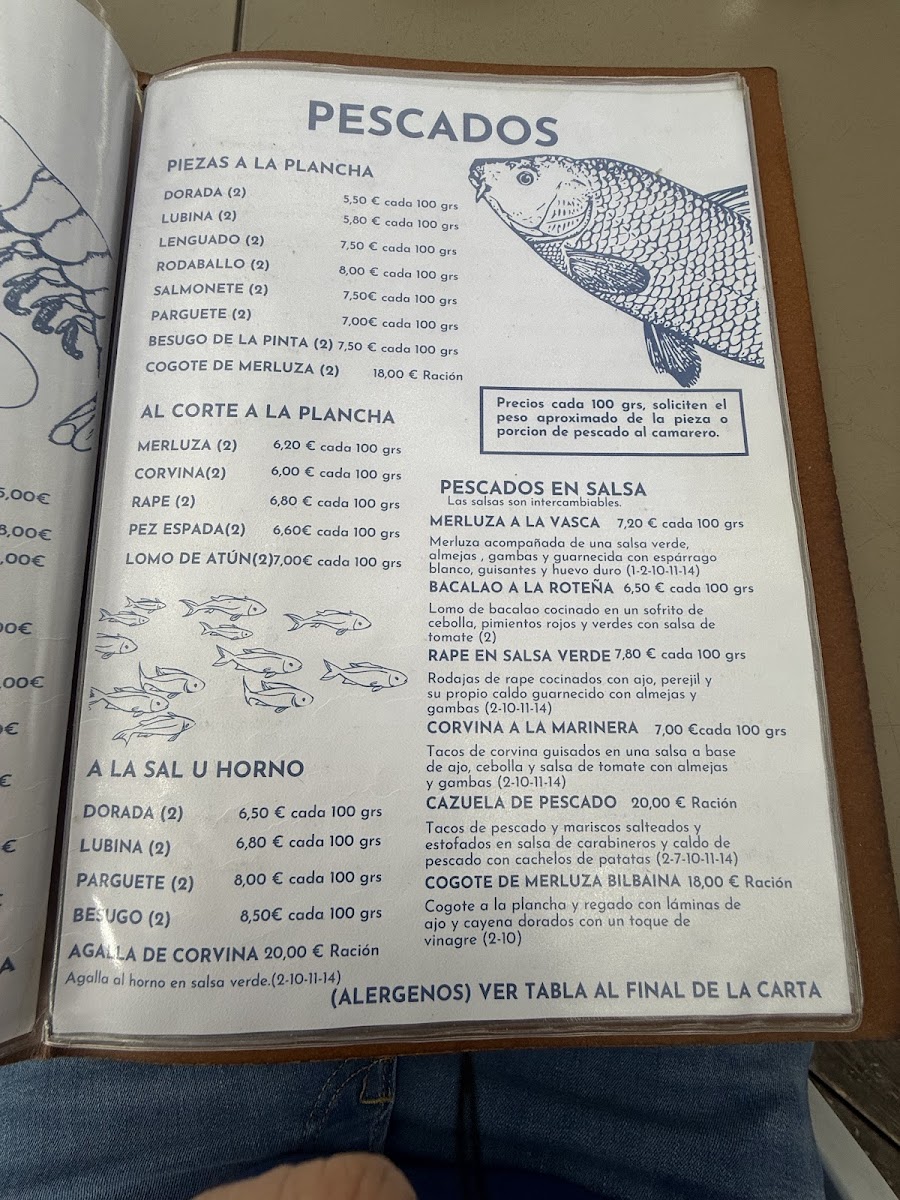 5,00€
8,00€
,00€
00€
,00€
€
€
€
A
PESCADOS
PIEZAS A LA PLANCHA
DORADA (2) 5,50 € cada 100 grs
LUBINA (2) 5,80 € cada 100 grs
LENGUADO (2) 7,50 € cada 100 grs
RODABALLO (2) 8,00 € cada 100 grs
SALMONETE (2) 7,50€ cada 100 grs
PARGUETE (2) 7,00€ cada 100 grs
BESUGO DE LA PINTA (2) 7,50 € cada 100 grs
COGOTE DE MERLUZA (2) 18,00 € Ración
AL CORTE A LA PLANCHA
MERLUZA (2) 6,20 € cada 100 grs
CORVINA(2) 6,00 € cada 100 grs
RAPE (2) 6,80 € cada 100 grs
PEZ ESPADA(2) 6,60€ cada 100 grs
LOMO DE ATÚN(2)7,00€ cada 100 grs
A LA SAL U HORNO
DORADA (2) 6,50 € cada 100 grs
LUBINA (2) 6,80 € cada 100 grs
PARGUETE (2) 8,00 € cada 100 grs
BESUGO (2) 8,50€ cada 100 grs
AGALLA DE CORVINA 20,00 € Ración
Agalla al horno en salsa verde.(2-10-11-14)
Precios cada 100 grs, soliciten el
peso aproximado de la pieza o
porcion de pescado al camarero.
PESCADOS EN SALSA
Las salsas son intercambiables.
MERLUZA A LA VASCA 7,20 € cada 100 grs
Merluza acompañada de una salsa verde,
almejas , gambas y guarnecida con espárrago
blanco, guisantes y huevo duro (1-2-10-11-14)
BACALAO A LA ROTEÑA 6,50 € cada 100 grs
Lomo de bacalao cocinado en un sofrito de
cebolla, pimientos rojos y verdes con salsa de
tomate (2)
RAPE EN SALSA VERDE 7,80 € cada 100 grs
Rodajas de rape cocinados con ajo, perejil y
su propio caldo guarnecido con almejas y
gambas (2-10-11-14)
CORVINA A LA MARINERA 7,00 €cada 100 grs
Tacos de corvina guisados en una salsa a base
de ajo, cebolla y salsa de tomate con almejas
y gambas (2-10-11-14)
CAZUELA DE PESCADO 20,00 € Ración
Tacos de pescado y mariscos salteados y
estofados en salsa de carabineros y caldo de
pescado con cachelos de patatas (2-7-10-11-14)
COGOTE DE MERLUZA BILBAINA 18,00 € Ración
Cogote a la plancha y regado con láminas de
ajo y cayena dorados con un toque de
vinagre (2-10)
(ALERGENOS) VER TABLA AL FINAL DE LA CARTA